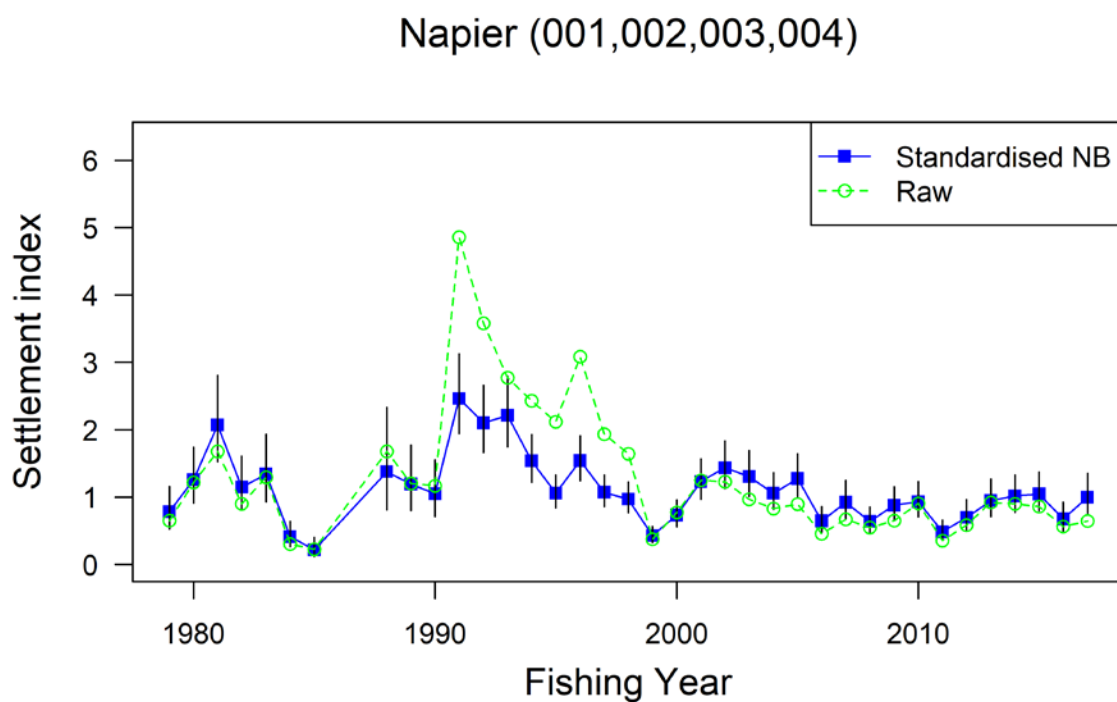 Napier (001,002,003,004)
Standardised NB
Raw
Settlement index
6
5
4
3
2
1
0
1980 1990 2000 2010
Fishing Year